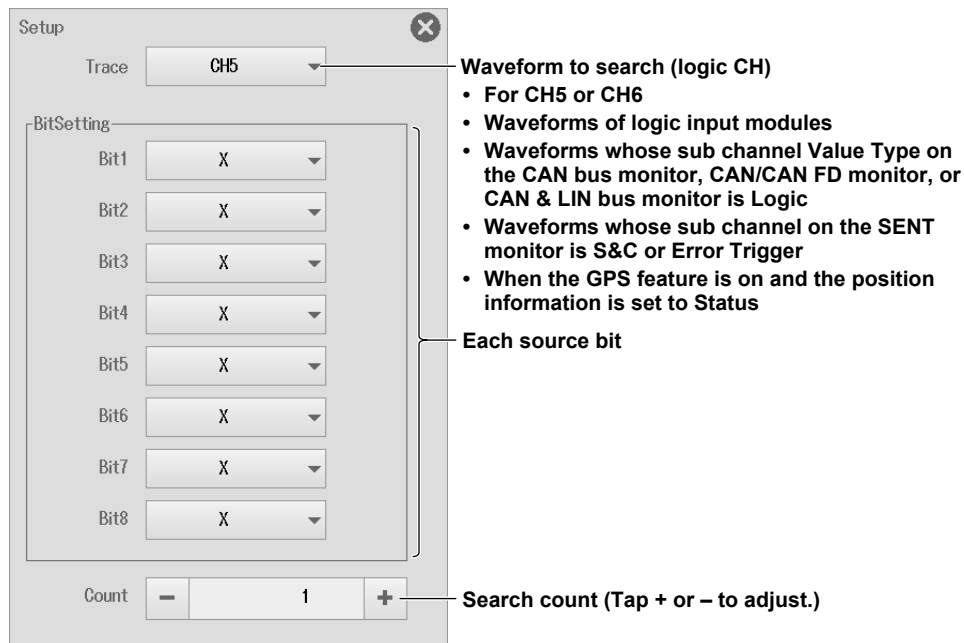 Setup
Trace CH5
Waveform to search (logic CH)
• For CH5 or CH6
• Waveforms of logic input modules
• Waveforms whose sub channel Value Type on
the CAN bus monitor, CAN/CAN FD monitor, or
CAN & LIN bus monitor is Logic
• Waveforms whose sub channel on the SENT
monitor is S&C or Error Trigger
• When the GPS feature is on and the position
information is set to Status
BitSetting
Bit1 X
Bit2 X
Bit3 X
Bit4 X
Bit5 X
Bit6 X
Bit7 X
Bit8 X
Each source bit
Count − 1 +
Search count (Tap + or – to adjust.)